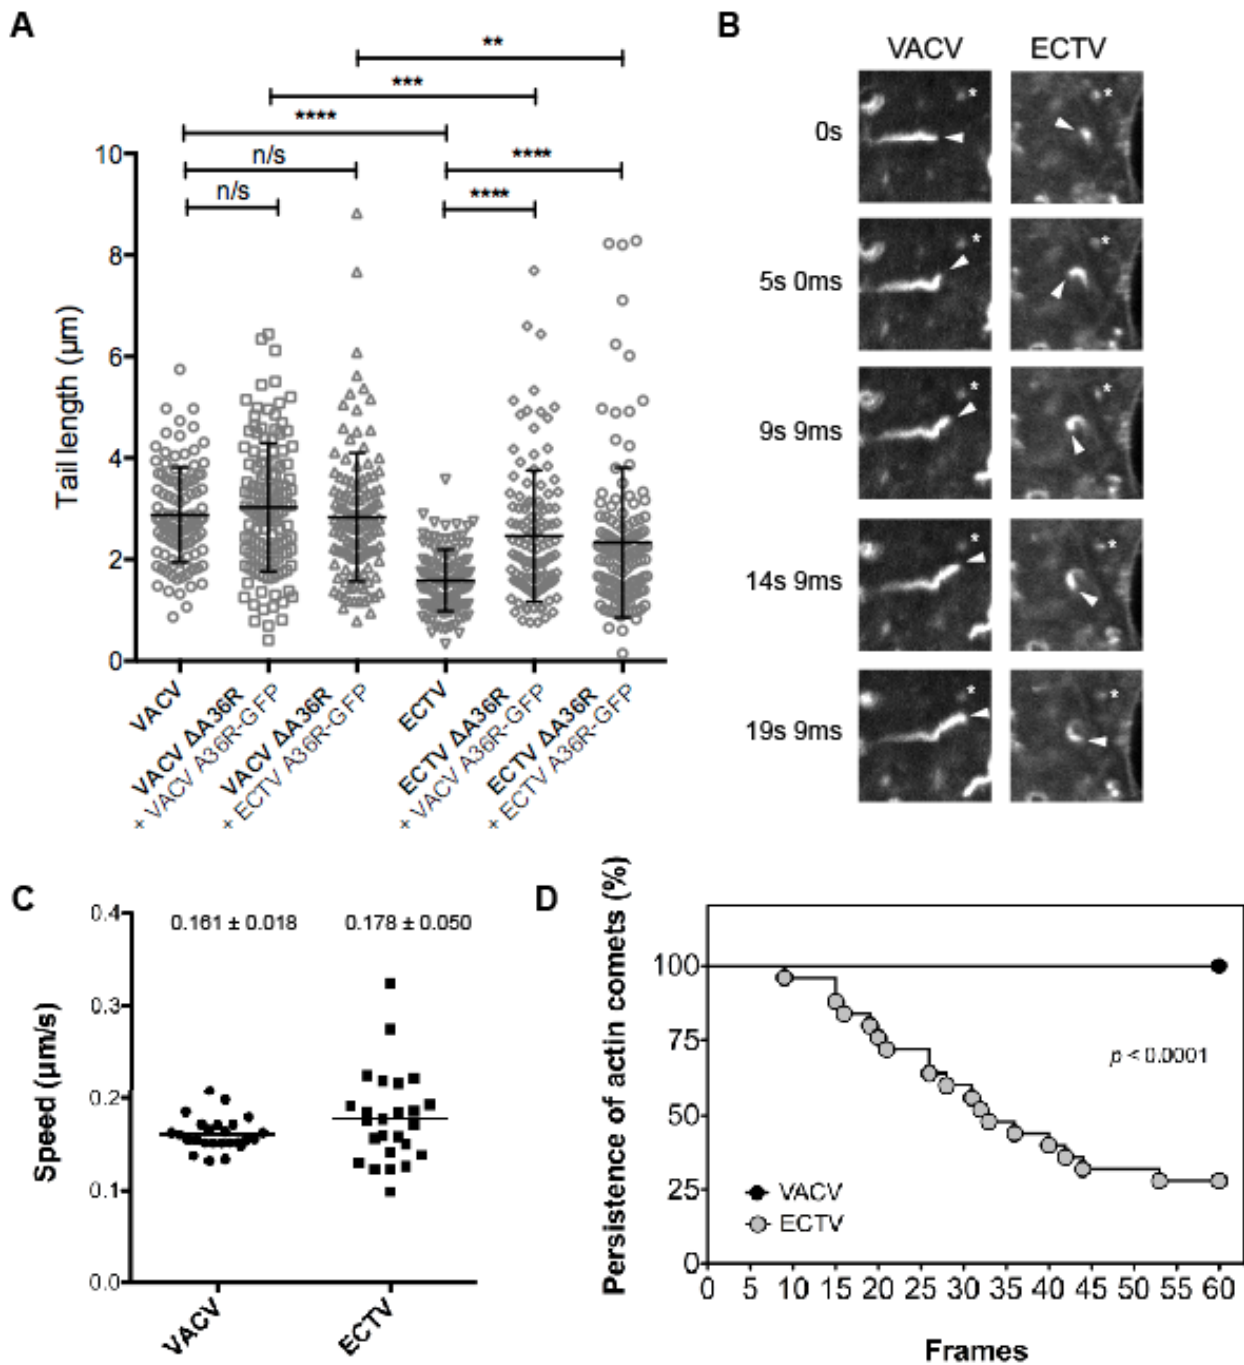 A
**
***
****
n/s
****
n/s
****
10
8
6
4
2
0
Tail length (µm)
VACV
VACV ΔA36R
+ VACV A36R-GFP
VACV ΔA36R
+ ECTV A36R-GFP
ECTV
ECTV ΔA36R
+ VACV A36R-GFP
ECTV ΔA36R
+ ECTV A36R-GFP
B
VACV ECTV
0s
* *
5s 0ms
* *
9s 9ms
* *
14s 9ms
* *
19s 9ms
* *
C
0.161 ± 0.018 0.178 ± 0.050
0.4
0.3
0.2
0.1
0.0
Speed (µm/s)
VACV
ECTV
D
Persistence of actin comets (%)
100
75
50
25
0
p < 0.0001
VACV
ECTV
0 5 10 15 20 25 30 35 40 45 50 55 60
Frames